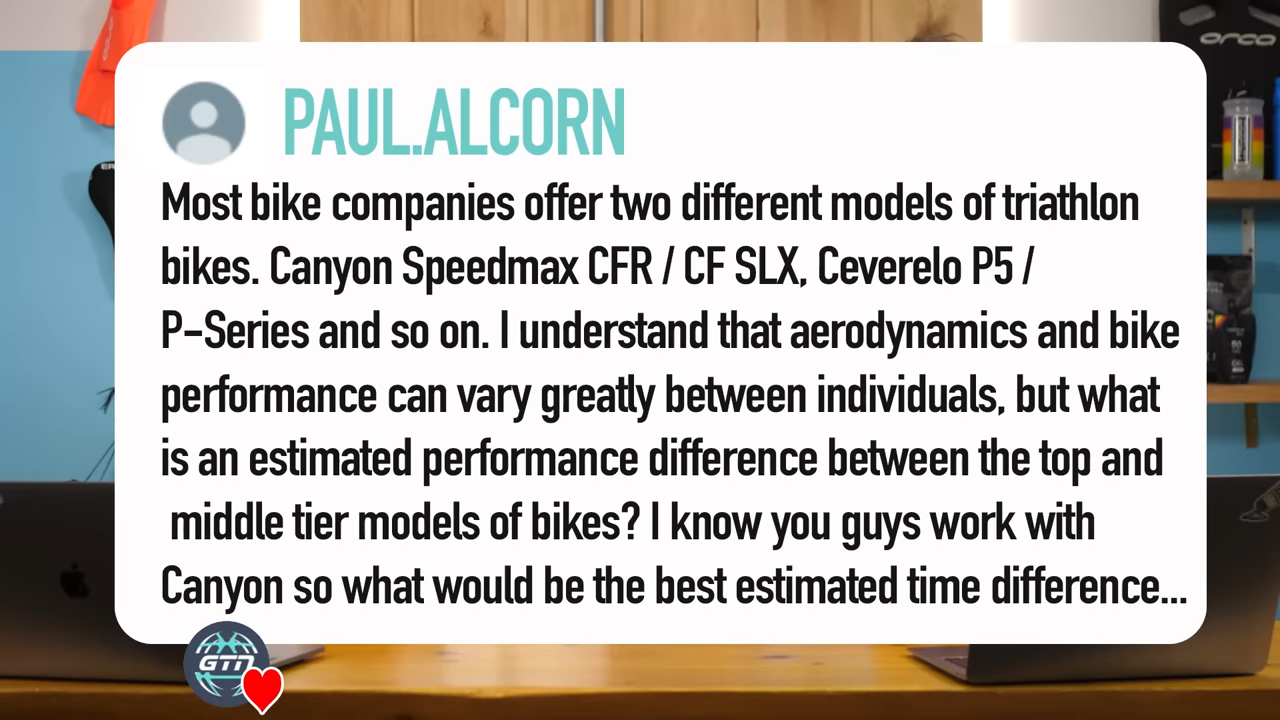 orca
PAUL.ALCORN
Most bike companies offer two different models of triathlon
bikes. Canyon Speedmax CFR / CF SLX, Ceverelo P5 /
P-Series and so on. I understand that aerodynamics and bike
performance can vary greatly between individuals, but what
is an estimated performance difference between the top and
middle tier models of bikes? I know you guys work with
Canyon so what would be the best estimated time difference...
GTN